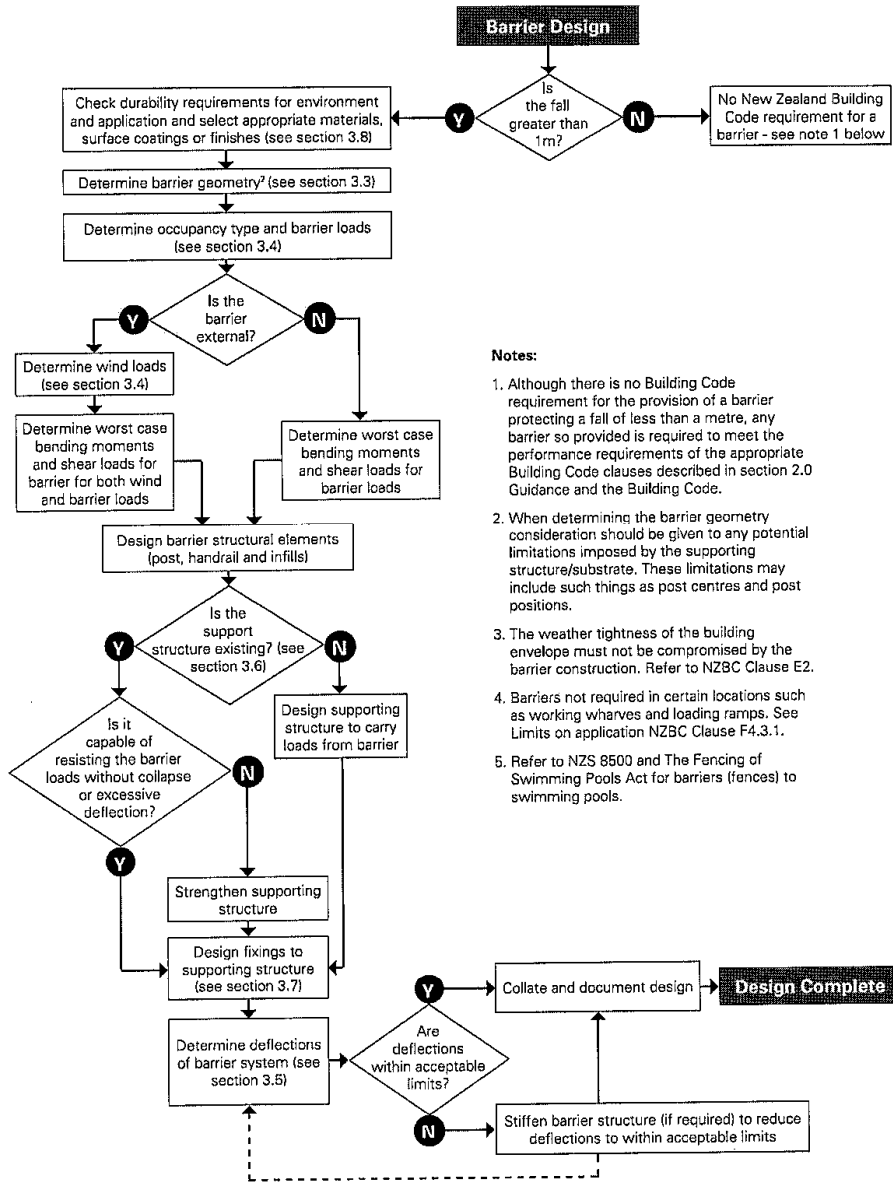 Barrier Design
Is
the fall
greater than
1m?
Y
N
No New Zealand Building
Code requirement for a
barrier - see note 1 below
Check durability requirements for environment
and application and select appropriate materials,
surface coatings or finishes (see section 3.8)
Determine barrier geometry² (see section 3.3)
Determine occupancy type and barrier loads
(see section 3.4)
Is the
barrier
external?
Y
N
Determine wind loads
(see section 3.4)
Determine worst case
bending moments
and shear loads for
barrier for both wind
and barrier loads
Determine worst case
bending moments
and shear loads for
barrier loads
Design barrier structural elements
(post, handrail and infills)
Is the
support
structure existing? (see
section 3.6)
Y
N
Design supporting
structure to carry
loads from barrier
Is it
capable of
resisting the barrier
loads without collapse
or excessive
deflection?
N
Y
Strengthen supporting
structure
Design fixings to
supporting structure
(see section 3.7)
Determine deflections
of barrier system (see
section 3.5)
Are
deflections
within acceptable
limits?
Y
N
Collate and document design
Design Complete
Stiffen barrier structure (if required) to reduce
deflections to within acceptable limits
Notes:
1. Although there is no Building Code
requirement for the provision of a barrier
protecting a fall of less than a metre, any
barrier so provided is required to meet the
performance requirements of the appropriate
Building Code clauses described in section 2.0
Guidance and the Building Code.
2. When determining the barrier geometry
consideration should be given to any potential
limitations imposed by the supporting
structure/substrate. These limitations may
include such things as post centres and post
positions.
3. The weather tightness of the building
envelope must not be compromised by the
barrier construction. Refer to NZBC Clause E2.
4. Barriers not required in certain locations such
as working wharves and loading ramps. See
Limits on application NZBC Clause F4.3.1.
5. Refer to NZS 8500 and The Fencing of
Swimming Pools Act for barriers (fences) to
swimming pools.